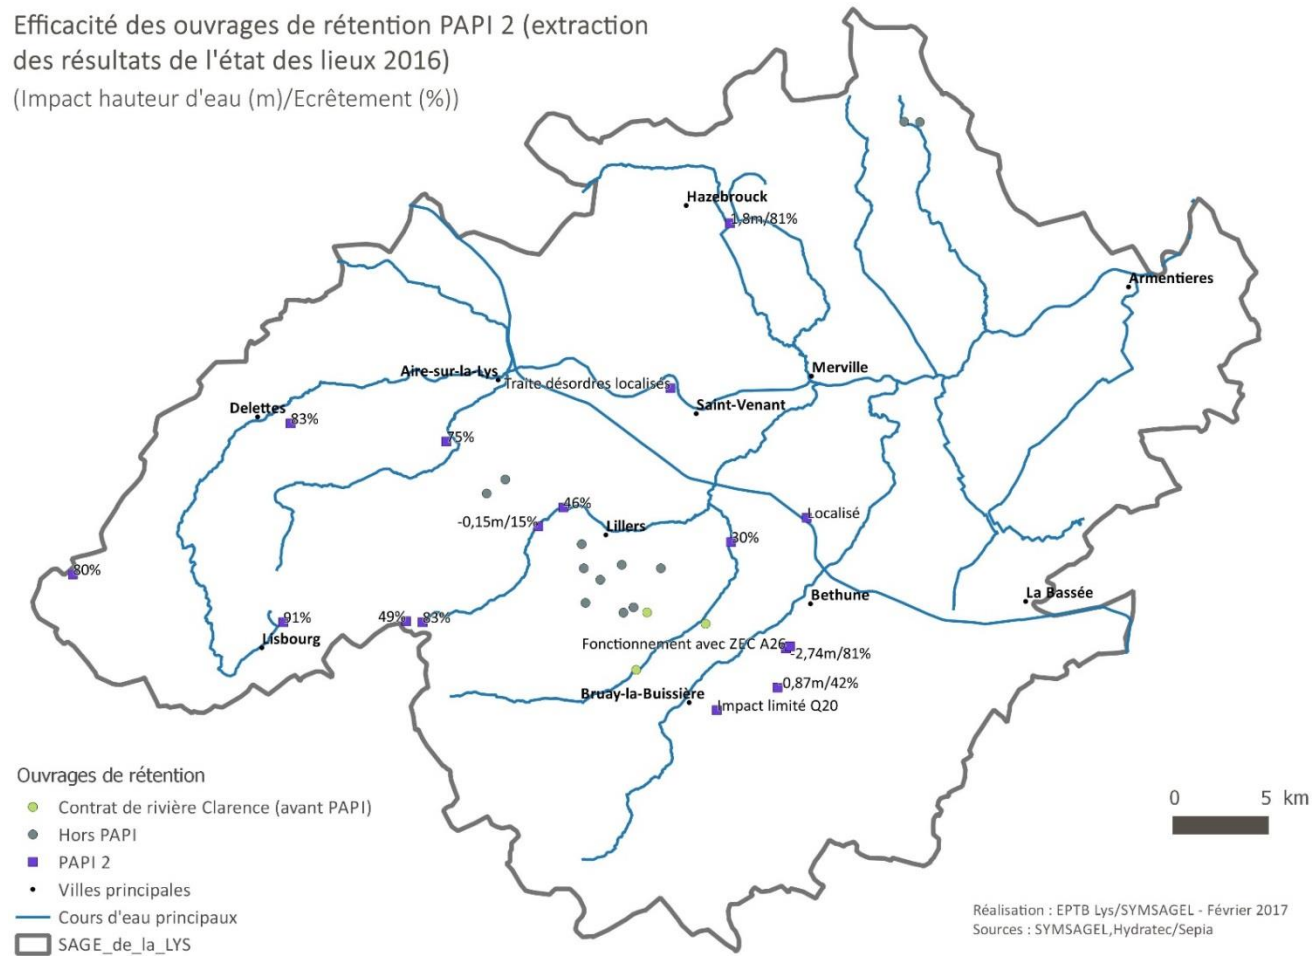 Efficacité des ouvrages de rétention PAPI 2 (extraction
des résultats de l'état des lieux 2016)
(Impact hauteur d'eau (m)/Ecrêtement (%))
Hazebrouck
-1,8m/81%
Armentieres
Aire-sur-la-Lys
Merville
Traite désordres localisés
Saint-Venant
Delettes
83%
75%
46%
-0,15m/15%
Lillers
Localisé
30%
80%
Bethune
La Bassée
91%
49%
83%
Lisbourg
Fonctionnement avec ZEC A26
-2,74m/81%
-0,87m/42%
Bruay-la-Buissière
Impact limité Q20
Ouvrages de rétention
Contrat de rivière Clarence (avant PAPI)
Hors PAPI
PAPI 2
Villes principales
Cours d'eau principaux
SAGE_de_la_LYS
0 5 km
Réalisation : EPTB Lys/SYMSAGEL - Février 2017
Sources : SYMSAGEL,Hydratec/Sepia